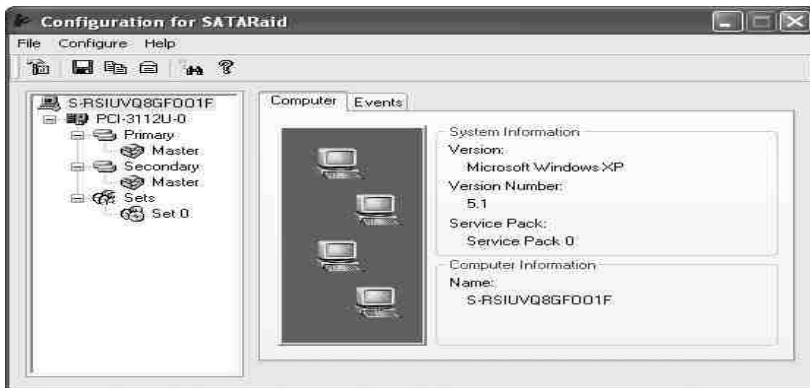 Configuration for SATARaid
File Configure Help
S-RSIUVQ8GFOO1F
PCI-3112U-0
Primary
Master
Secondary
Master
Sets
Set 0
Computer Events
System Information
Version:
Microsoft Windows XP
Version Number:
5.1
Service Pack:
Service Pack 0
Computer Information
Name:
S-RSIUVQ8GFOO1F